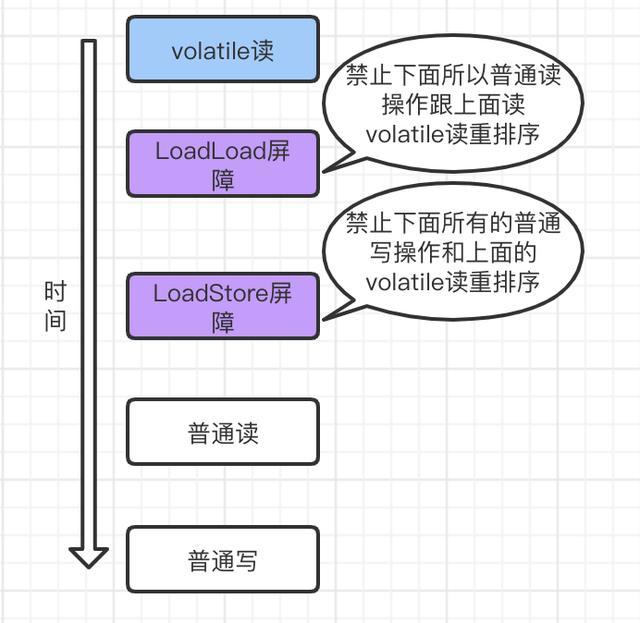 volatile读
禁止下面所以普通读
操作跟上面读
volatile读重排序
LoadLoad屏
障
禁止下面所有的普通
写操作和上面的
volatile读重排序
LoadStore屏
障
时
间
普通读
普通写